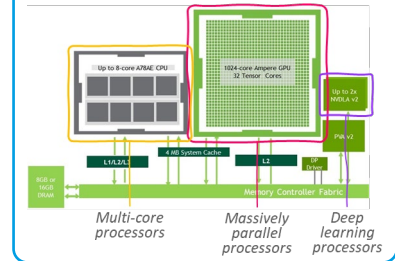 Up to 8-core A78AE CPU
1024-core Ampere GPU
32 Tensor Cores
Up to 2x
NVDLA v2
PVA v2
L1/L2/L3
4 MB System Cache
L2
DP
Driver
8GB or
16GB
DRAM
Memory Controller Fabric
Multi-core
processors
Massively
parallel
processors
Deep
learning
processors